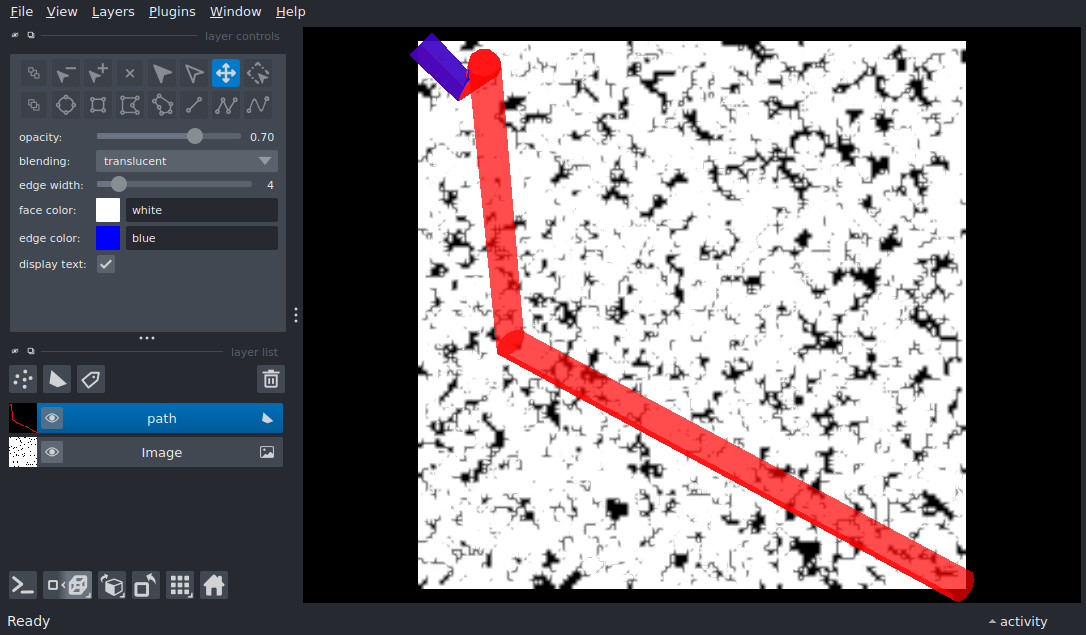 File View Layers Plugins Window Help
layer controls
opacity: 0.70
blending: translucent
edge width: 4
face color: white
edge color: blue
display text:
layer list
path
Image
Ready activity